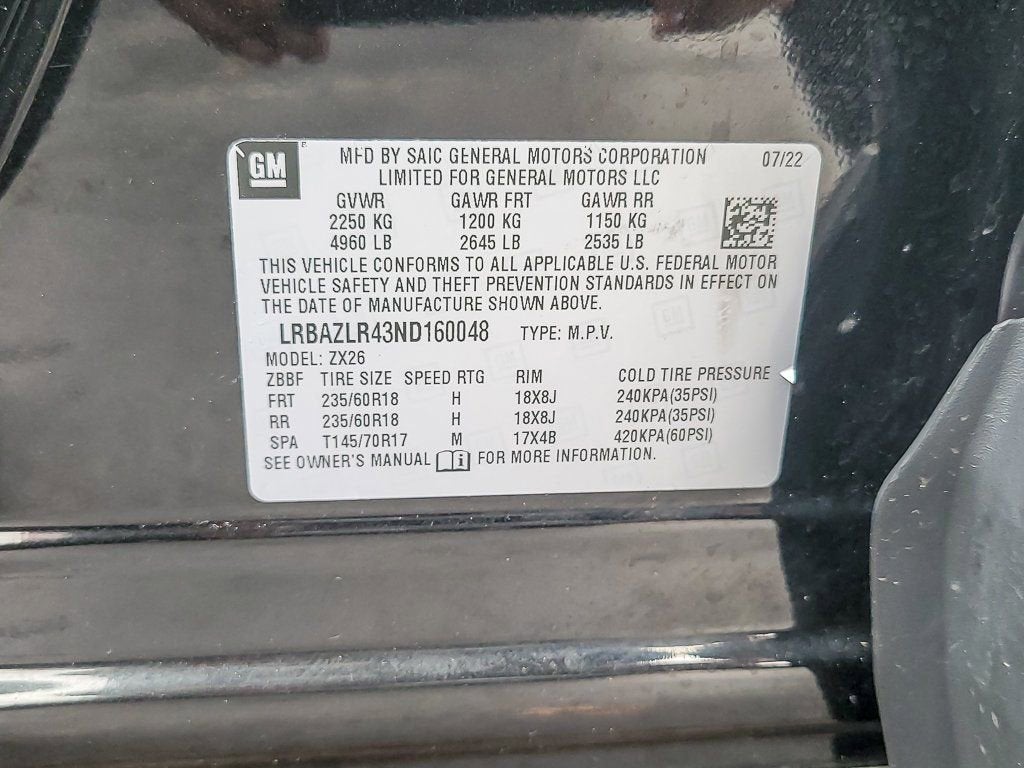 GM
MFD BY SAIC GENERAL MOTORS CORPORATION 07/22
LIMITED FOR GENERAL MOTORS LLC
GVWR GAWR FRT GAWR RR
2250 KG 1200 KG 1150 KG
4960 LB 2645 LB 2535 LB
THIS VEHICLE CONFORMS TO ALL APPLICABLE U.S. FEDERAL MOTOR
VEHICLE SAFETY AND THEFT PREVENTION STANDARDS IN EFFECT ON
THE DATE OF MANUFACTURE SHOWN ABOVE.
LRBAZLR43ND160048 TYPE: M.P.V.
MODEL: ZX26
ZBBF TIRE SIZE SPEED RTG RIM COLD TIRE PRESSURE
FRT 235/60R18 H 18X8J 240KPA(35PSI)
RR 235/60R18 H 18X8J 240KPA(35PSI)
SPA T145/70R17 M 17X4B 420KPA(60PSI)
SEE OWNER'S MANUAL FOR MORE INFORMATION.